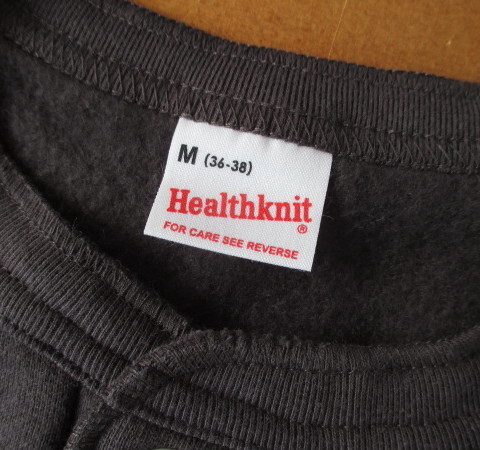 M (36-38)
Healthknit®
FOR CARE SEE REVERSE